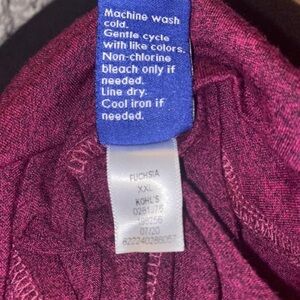 Machine wash
cold.
Gentle cycle
with like colors.
Non-chlorine
bleach only if
needed.
Line dry.
Cool iron if
needed.
FUCHSIA
XXL
KOHL'S
07/20